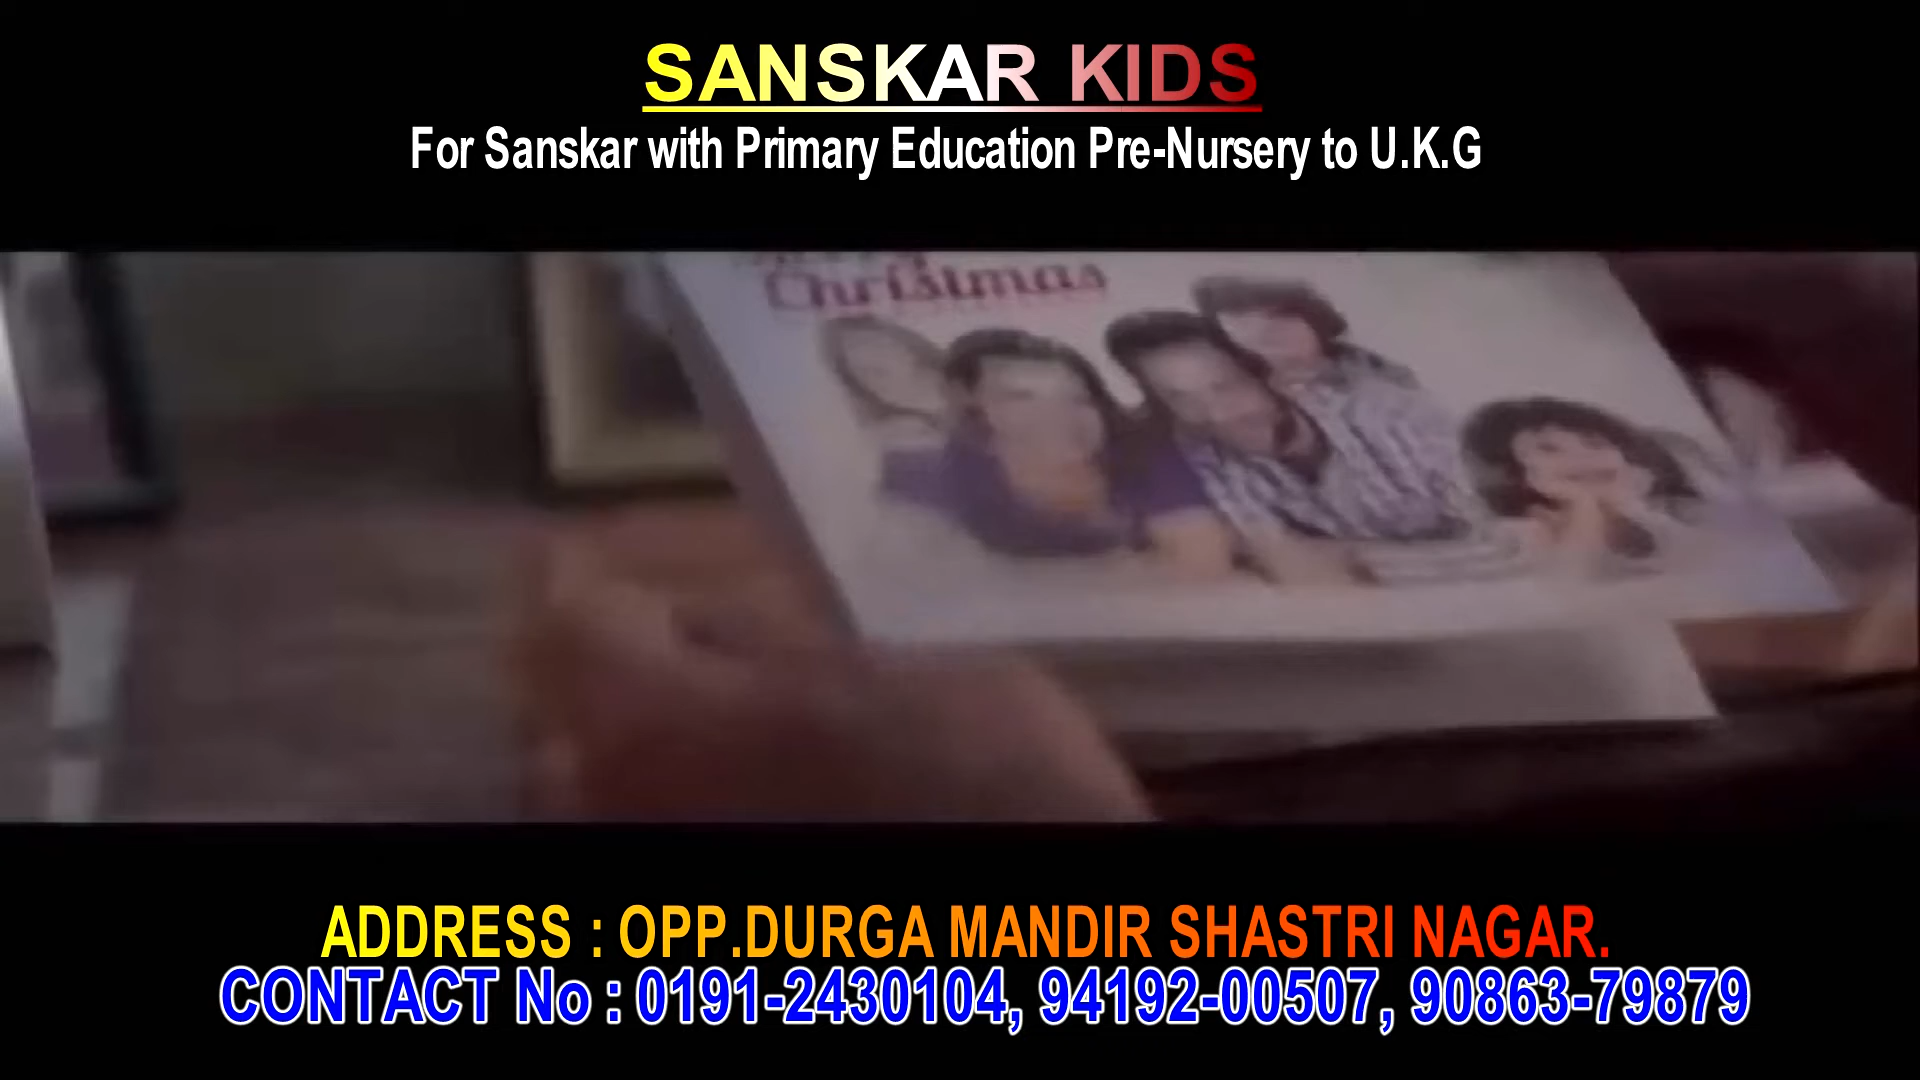 SANSKAR KIDS
For Sanskar with Primary Education Pre-Nursery to U.K.G
Christmas
ADDRESS : OPP.DURGA MANDIR SHASTRI NAGAR.
CONTACT No : 0191-2430104, 94192-00507, 90863-79879